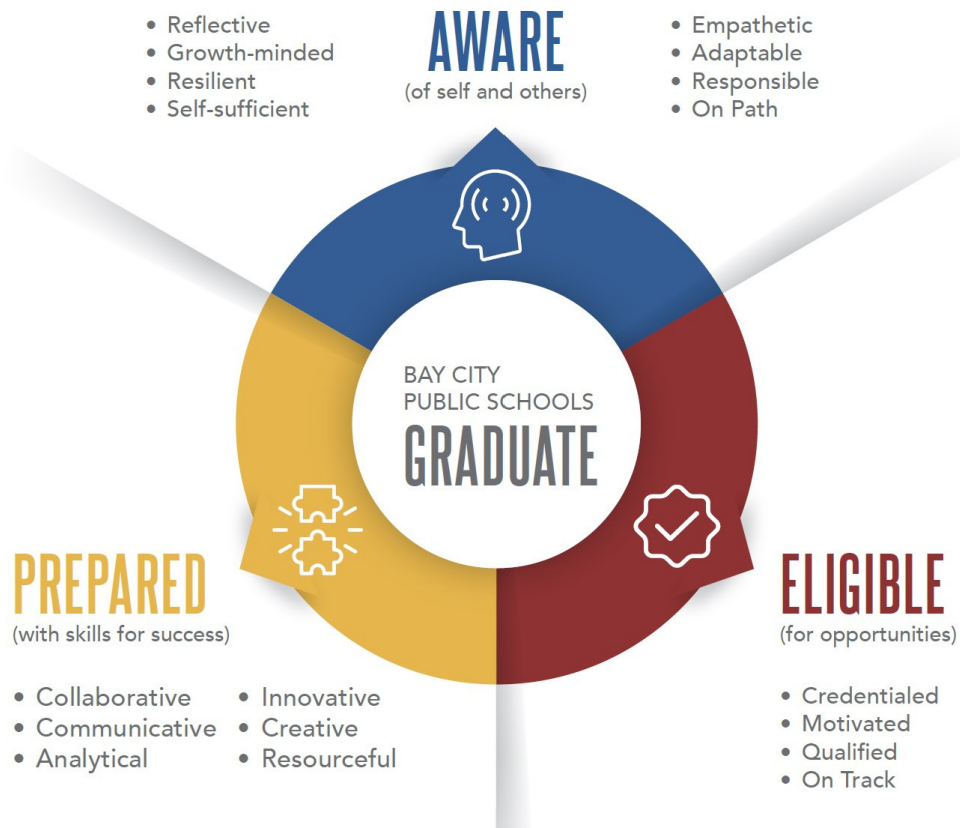 • Reflective
• Growth-minded
• Resilient
• Self-sufficient
AWARE
(of self and others)
• Empathetic
• Adaptable
• Responsible
• On Path
BAY CITY
PUBLIC SCHOOLS
GRADUATE
PREPARED
(with skills for success)
• Collaborative
• Communicative
• Analytical
• Innovative
• Creative
• Resourceful
ELIGIBLE
(for opportunities)
• Credentialed
• Motivated
• Qualified
• On Track